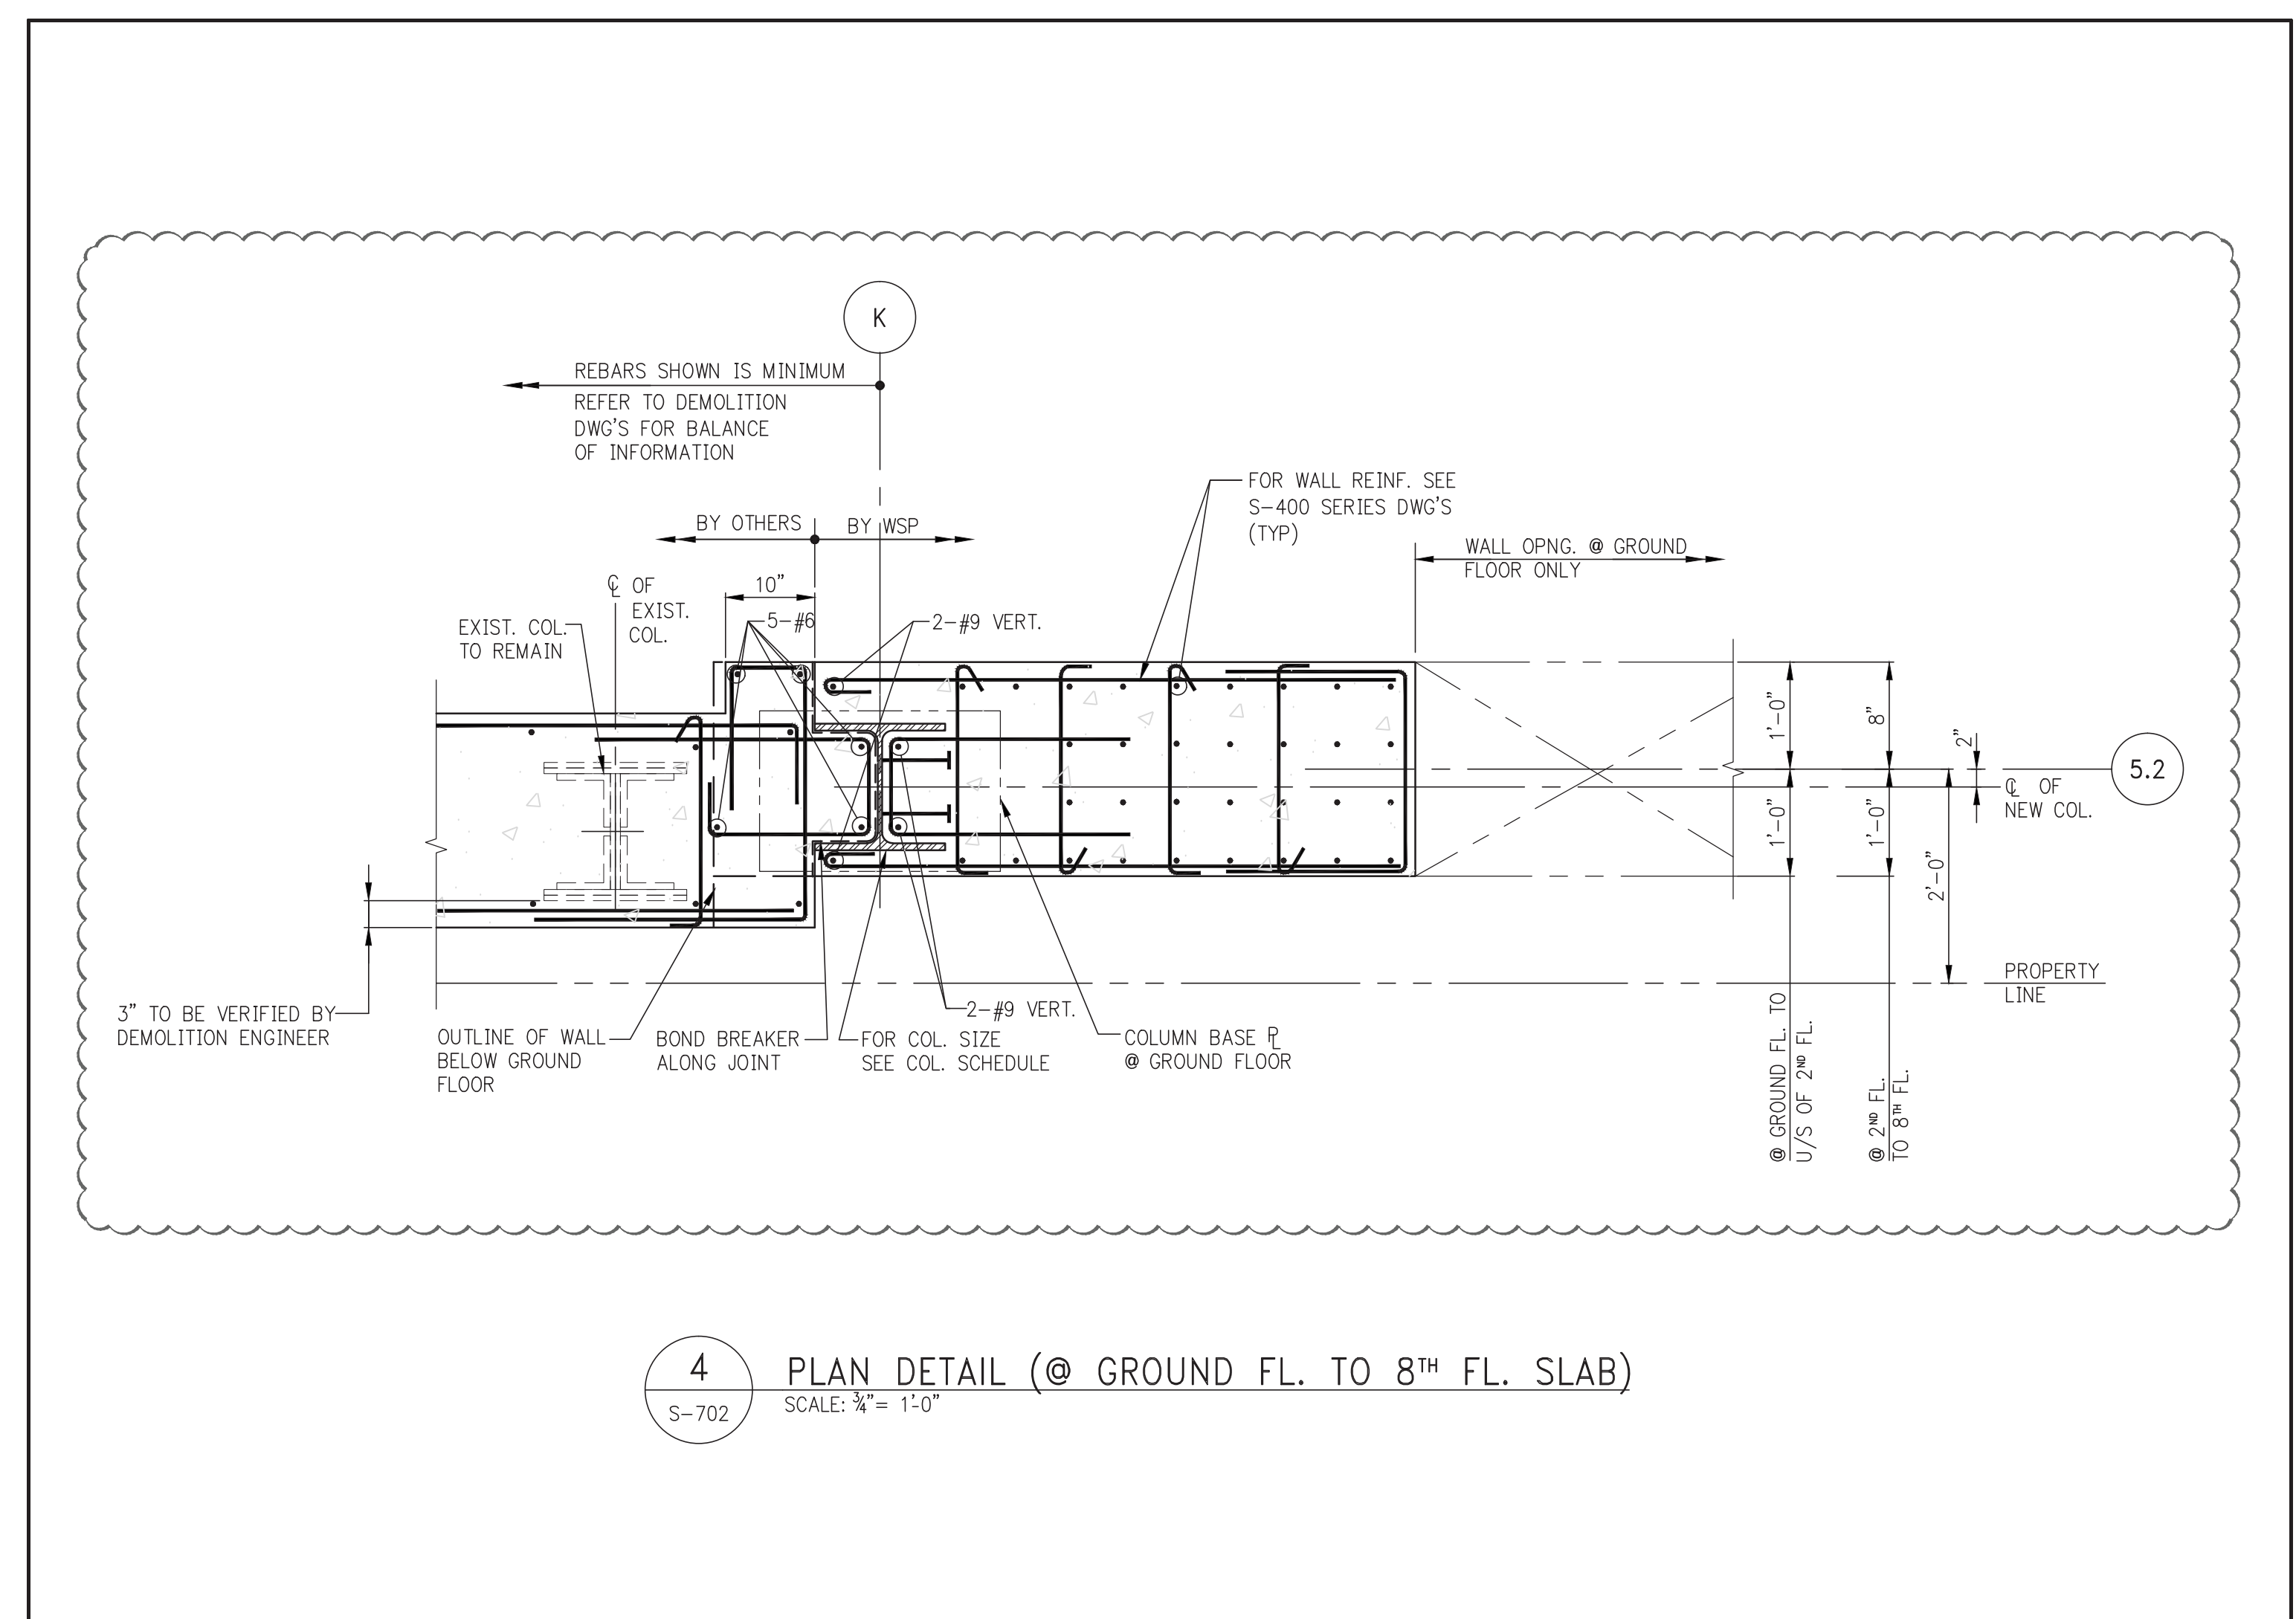 K
REBARS SHOWN IS MINIMUM
REFER TO DEMOLITION
DWG'S FOR BALANCE
OF INFORMATION
FOR WALL REINF. SEE
S-400 SERIES DWG'S
(TYP)
BY OTHERS
BY WSP
WALL OPNG. @ GROUND
FLOOR ONLY
℄ OF
EXIST.
COL.
10"
EXIST. COL.
TO REMAIN
5-#6
2-#9 VERT.
1'-0"
8"
2"
5.2
℄ OF
NEW COL.
1'-0"
1'-0"
2'-0"
PROPERTY
LINE
3" TO BE VERIFIED BY
DEMOLITION ENGINEER
OUTLINE OF WALL
BELOW GROUND
FLOOR
BOND BREAKER
ALONG JOINT
2-#9 VERT.
FOR COL. SIZE
SEE COL. SCHEDULE
COLUMN BASE ⅊
@ GROUND FLOOR
@ GROUND FL. TO
U/S OF 2ND FL.
@ 2ND FL.
TO 8TH FL.
4
S-702
PLAN DETAIL (@ GROUND FL. TO 8TH FL. SLAB)
SCALE: ¾"= 1'-0"